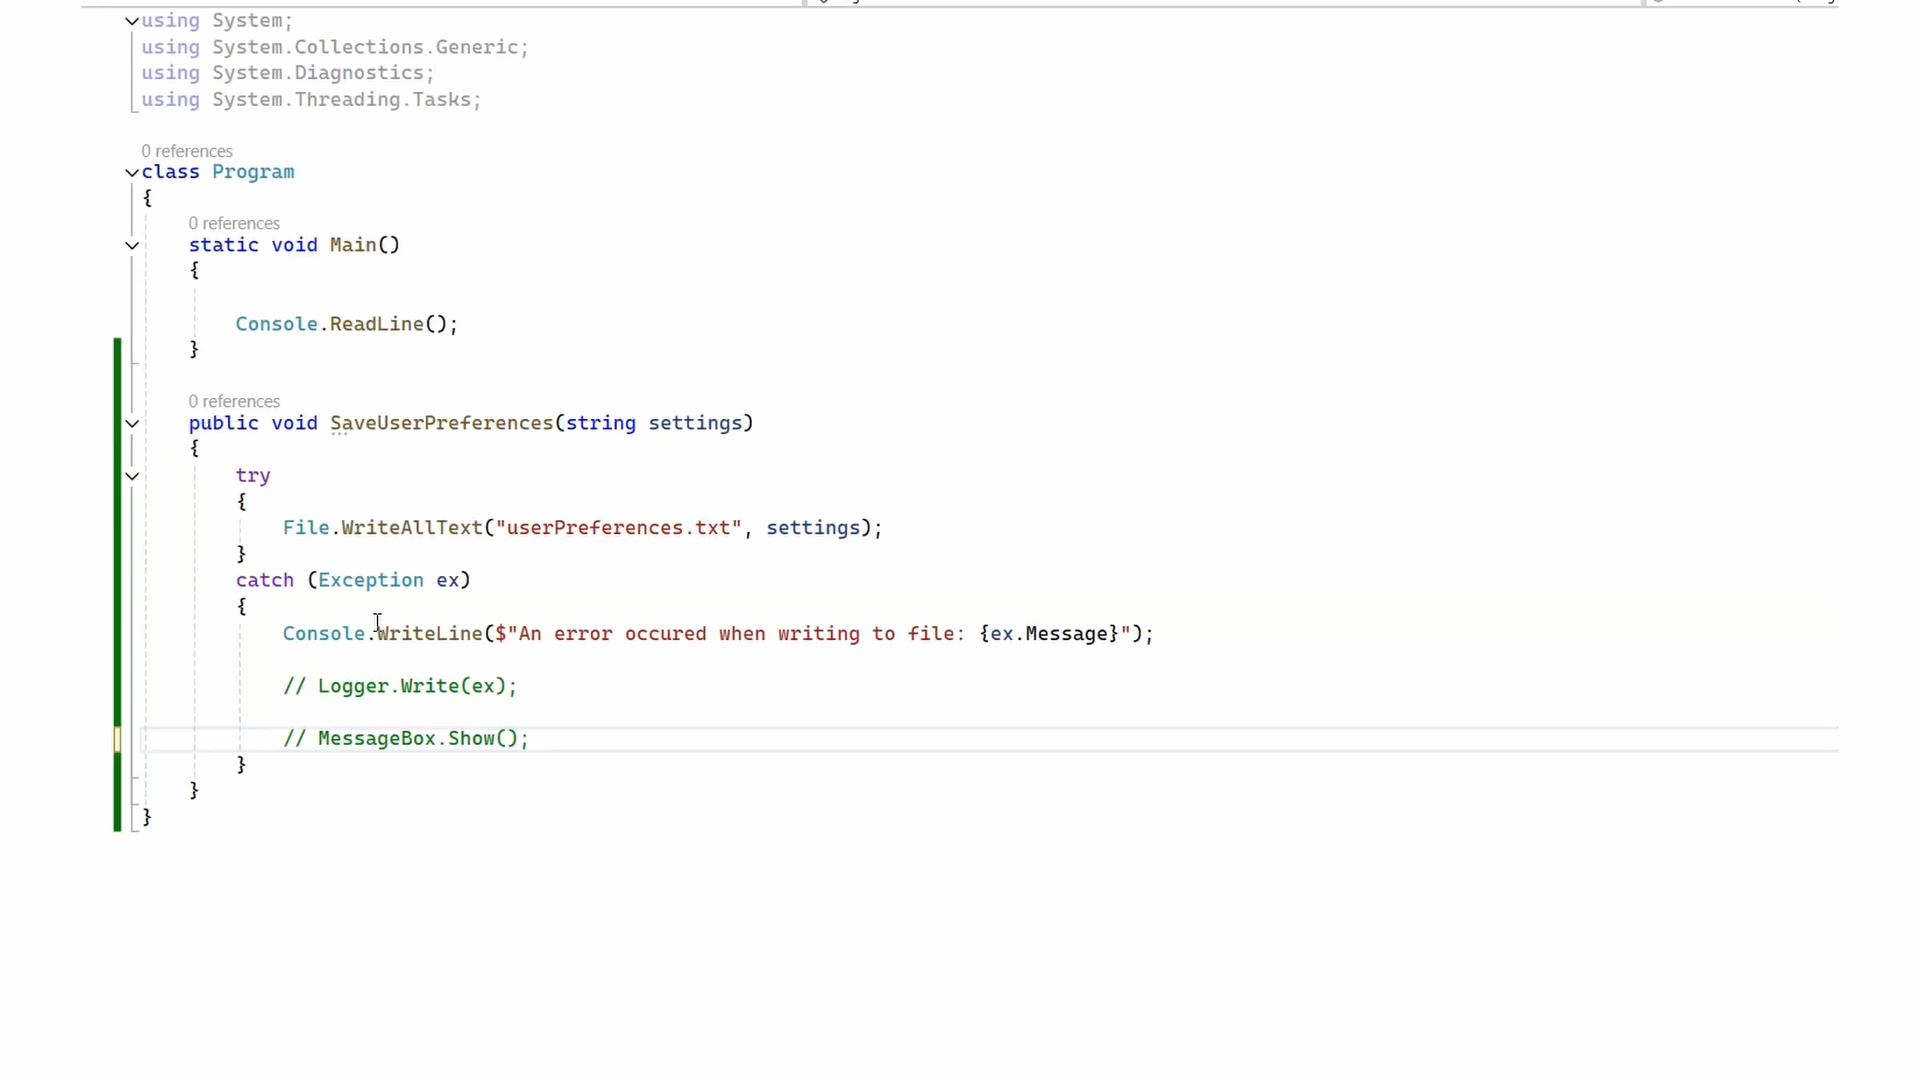 using System;
using System.Collections.Generic;
using System.Diagnostics;
using System.Threading.Tasks;
0 references
class Program
{
0 references
static void Main()
{
Console.ReadLine();
}
0 references
public void SaveUserPreferences(string settings)
{
try
{
File.WriteAllText("userPreferences.txt", settings);
}
catch (Exception ex)
{
Console.WriteLine($"An error occured when writing to file: {ex.Message}");
// Logger.Write(ex);
// MessageBox.Show();
}
}
}